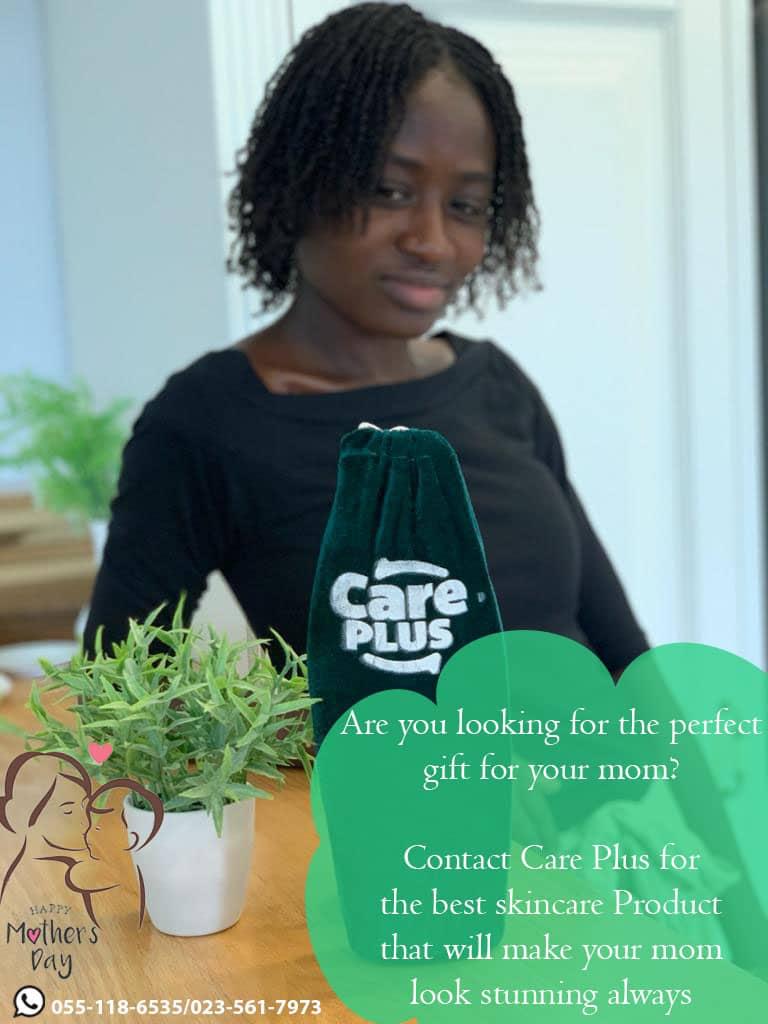 Care
PLUS
Are you looking for the perfect
gift for your mom?
Contact Care Plus for
the best skincare Product
that will make your mom
look stunning always
HAPPY
Mother's
Day
055-118-6535/023-561-7973